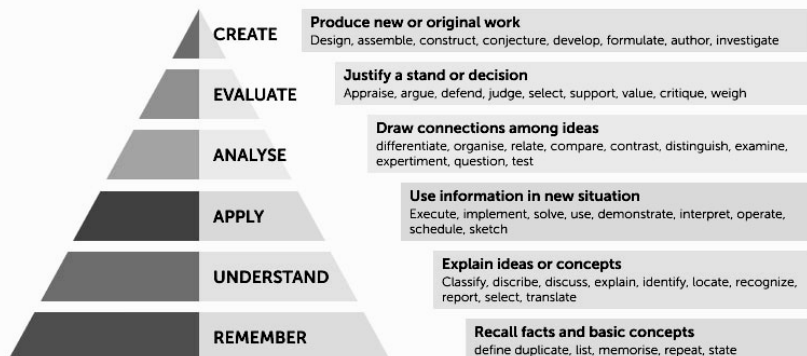 CREATE
Produce new or original work
Design, assemble, construct, conjecture, develop, formulate, author, investigate
EVALUATE
Justify a stand or decision
Appraise, argue, defend, judge, select, support, value, critique, weigh
ANALYSE
Draw connections among ideas
differentiate, organise, relate, compare, contrast, distinguish, examine,
expertiment, question, test
APPLY
Use information in new situation
Execute, implement, solve, use, demonstrate, interpret, operate,
schedule, sketch
UNDERSTAND
Explain ideas or concepts
Classify, discribe, discuss, explain, identify, locate, recognize,
report, select, translate
REMEMBER
Recall facts and basic concepts
define duplicate, list, memorise, repeat, state